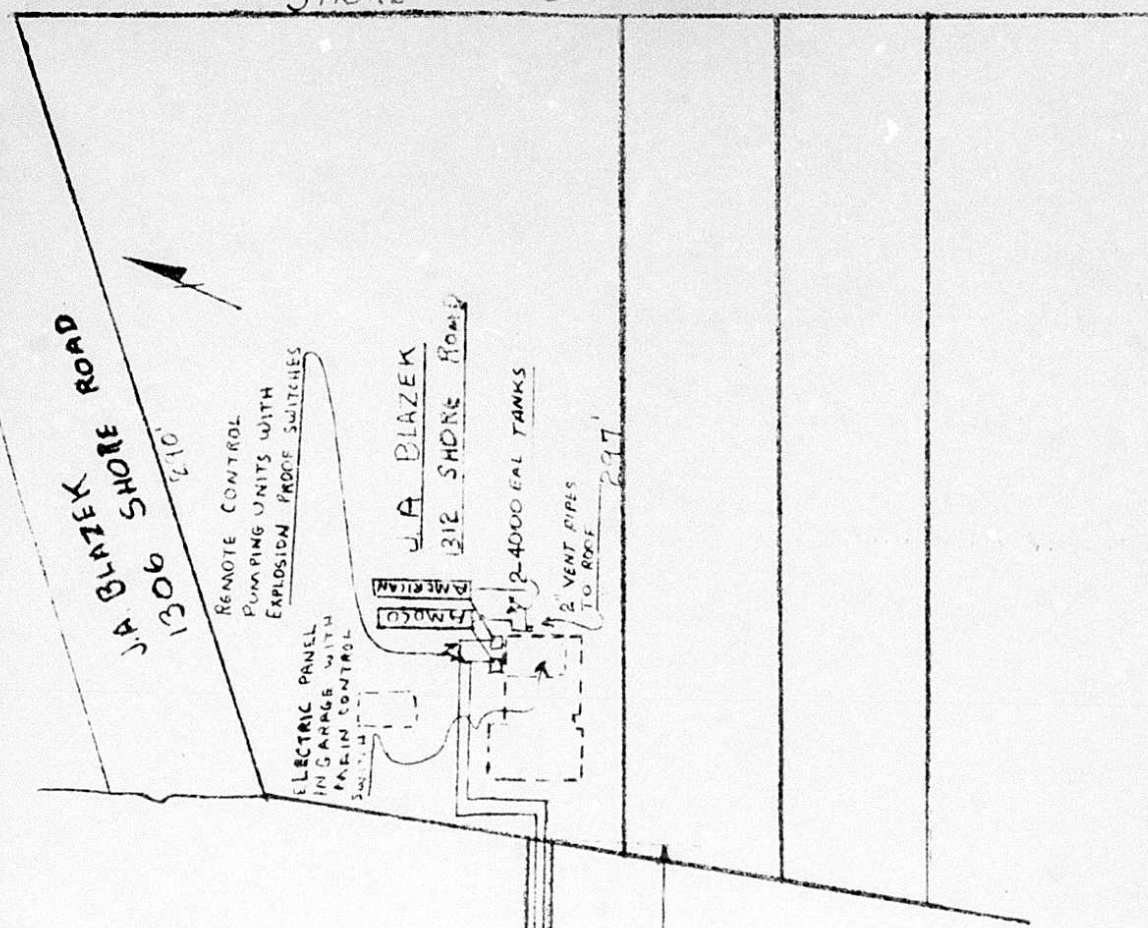 J.A. BLAZEK
1306 SHORE ROAD
210'
REMOTE CONTROL
PUMPING UNITS WITH
EXPLOSION PROOF SWITCHES
ELECTRIC PANEL
IN GARAGE WITH
MAIN CONTROL
SWITCH
J.A BLAZEK
1312 SHORE ROAD
AMERICAN
AMOCO
2-4000 GAL TANKS
2" VENT PIPES
TO ROOF
297'